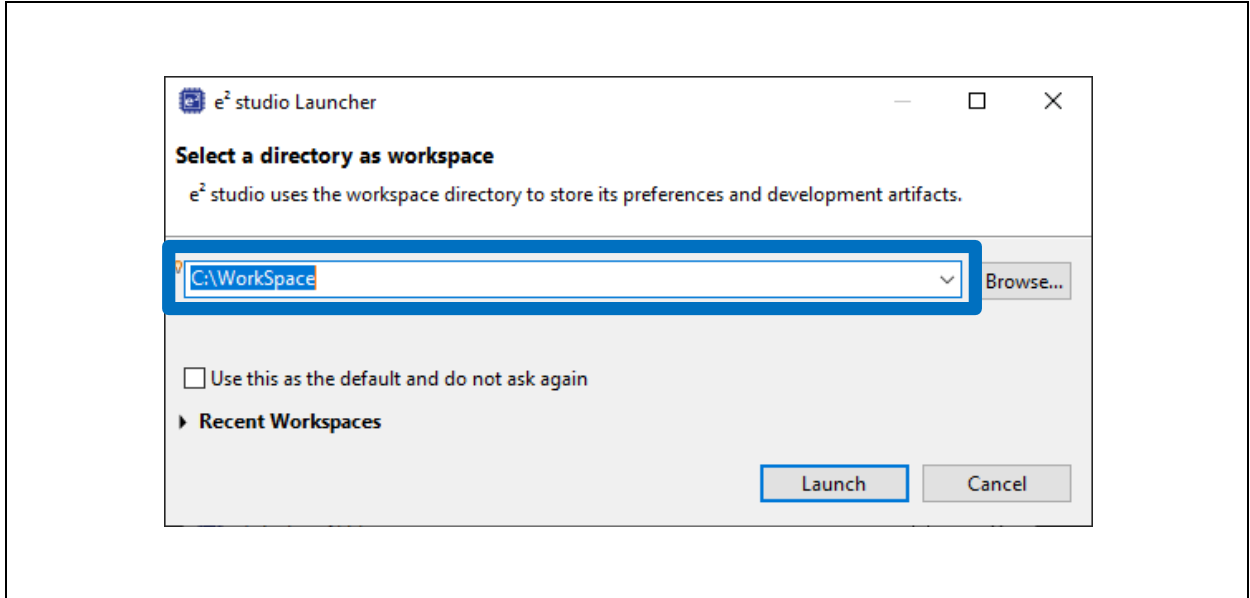 e² studio Launcher
Select a directory as workspace
e² studio uses the workspace directory to store its preferences and development artifacts.
C:\WorkSpace
Browse...
Use this as the default and do not ask again
Recent Workspaces
Launch
Cancel